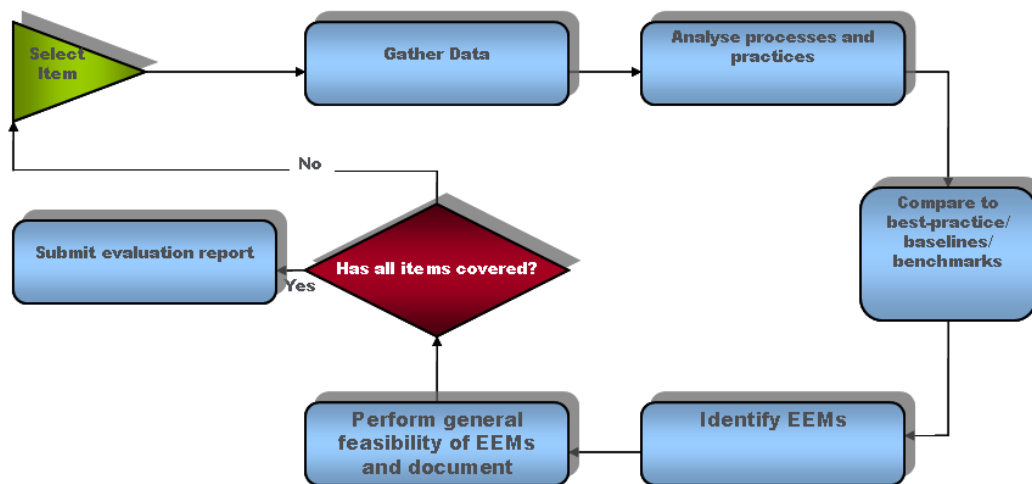 Select
Item
Gather Data
Analyse processes and
practices
Compare to
best-practice/
baselines/
benchmarks
Identify EEMs
Perform general
feasibility of EEMs
and document
Has all items covered?
No
Yes
Submit evaluation report